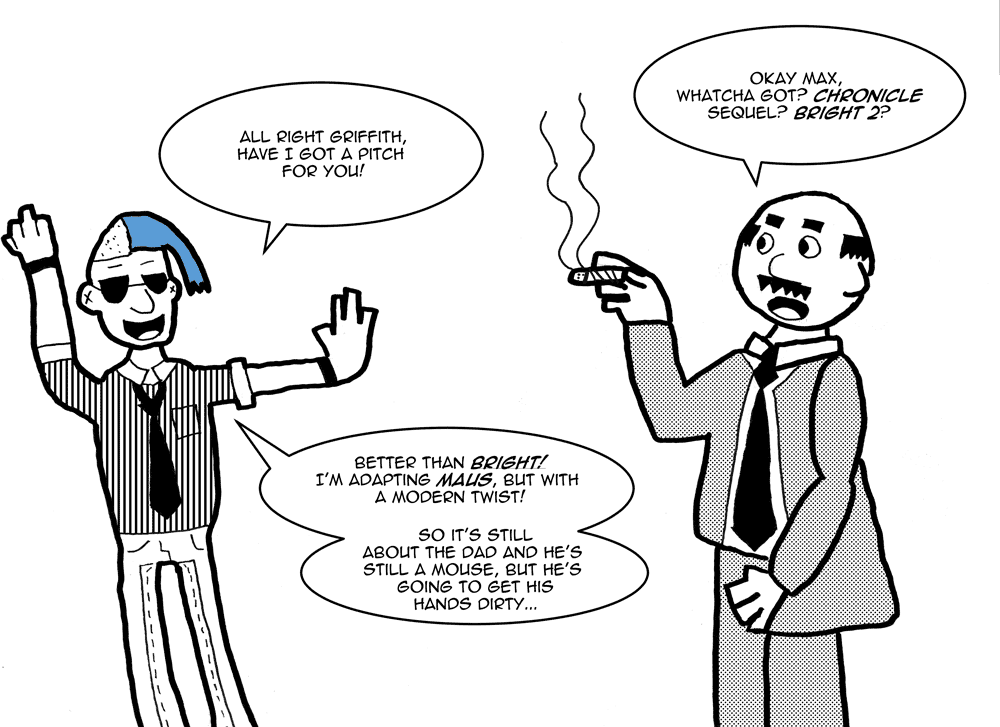 ALL RIGHT GRIFFITH,
HAVE I GOT A PITCH
FOR YOU!
OKAY MAX,
WHATCHA GOT? CHRONICLE
SEQUEL? BRIGHT 2?
BETTER THAN BRIGHT!
I'M ADAPTING MAUS, BUT WITH
A MODERN TWIST!
SO IT'S STILL
ABOUT THE DAD AND HE'S
STILL A MOUSE, BUT HE'S
GOING TO GET HIS
HANDS DIRTY...